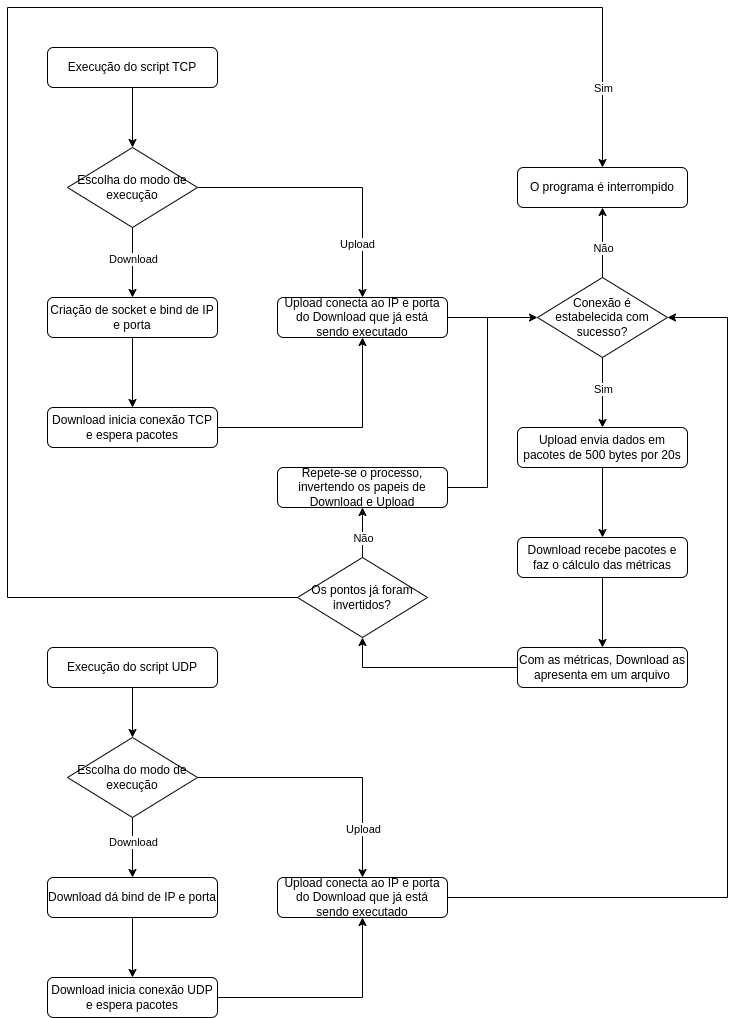 Sim
Execução do script TCP
Escolha do modo de
execução
O programa é interrompido
Upload
Não
Download
Criação de socket e bind de IP
e porta
Upload conecta ao IP e porta
do Download que já está
sendo executado
Conexão é
estabelecida com
sucesso?
Sim
Download inicia conexão TCP
e espera pacotes
Upload envia dados em
pacotes de 500 bytes por 20s
Repete-se o processo,
invertendo os papeis de
Download e Upload
Não
Download recebe pacotes e
faz o cálculo das métricas
Os pontos já foram
invertidos?
Execução do script UDP
Com as métricas, Download as
apresenta em um arquivo
Escolha do modo de
execução
Upload
Download
Download dá bind de IP e porta
Upload conecta ao IP e porta
do Download que já está
sendo executado
Download inicia conexão UDP
e espera pacotes